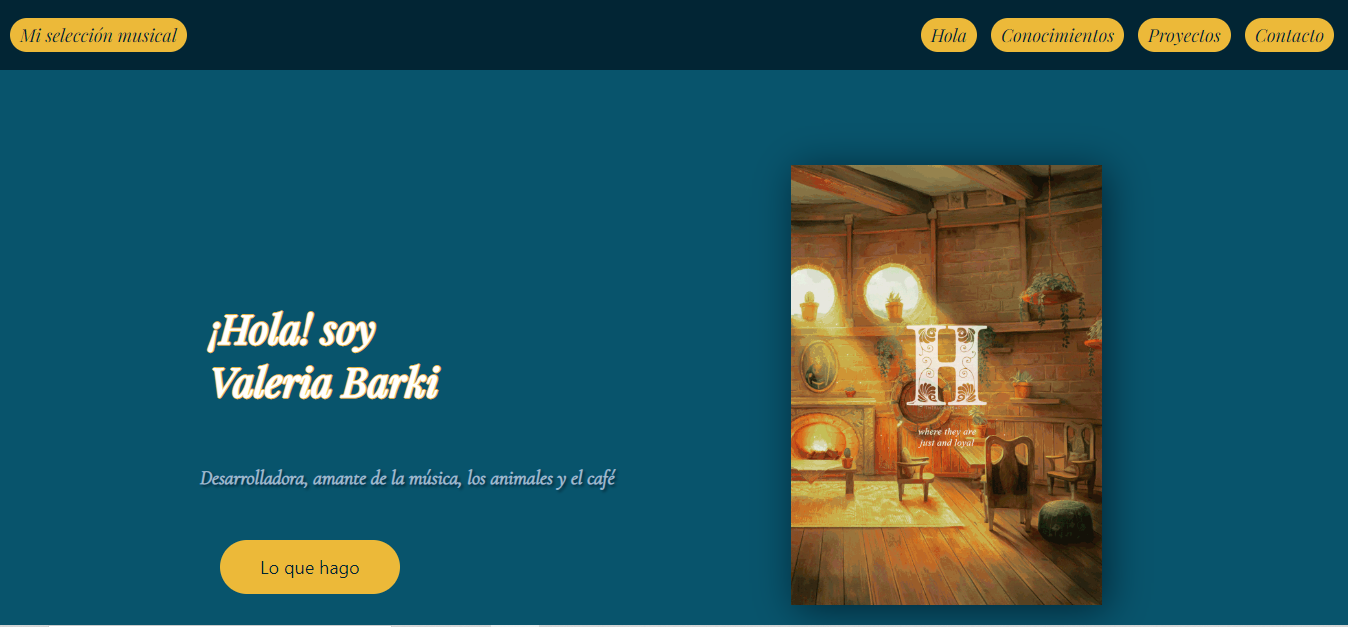 Mi selección musical
Hola
Conocimientos
Proyectos
Contacto
¡Hola! soy
Valeria Barki
Desarrolladora, amante de la música, los animales y el café
Lo que hago
H
where they are
just and loyal